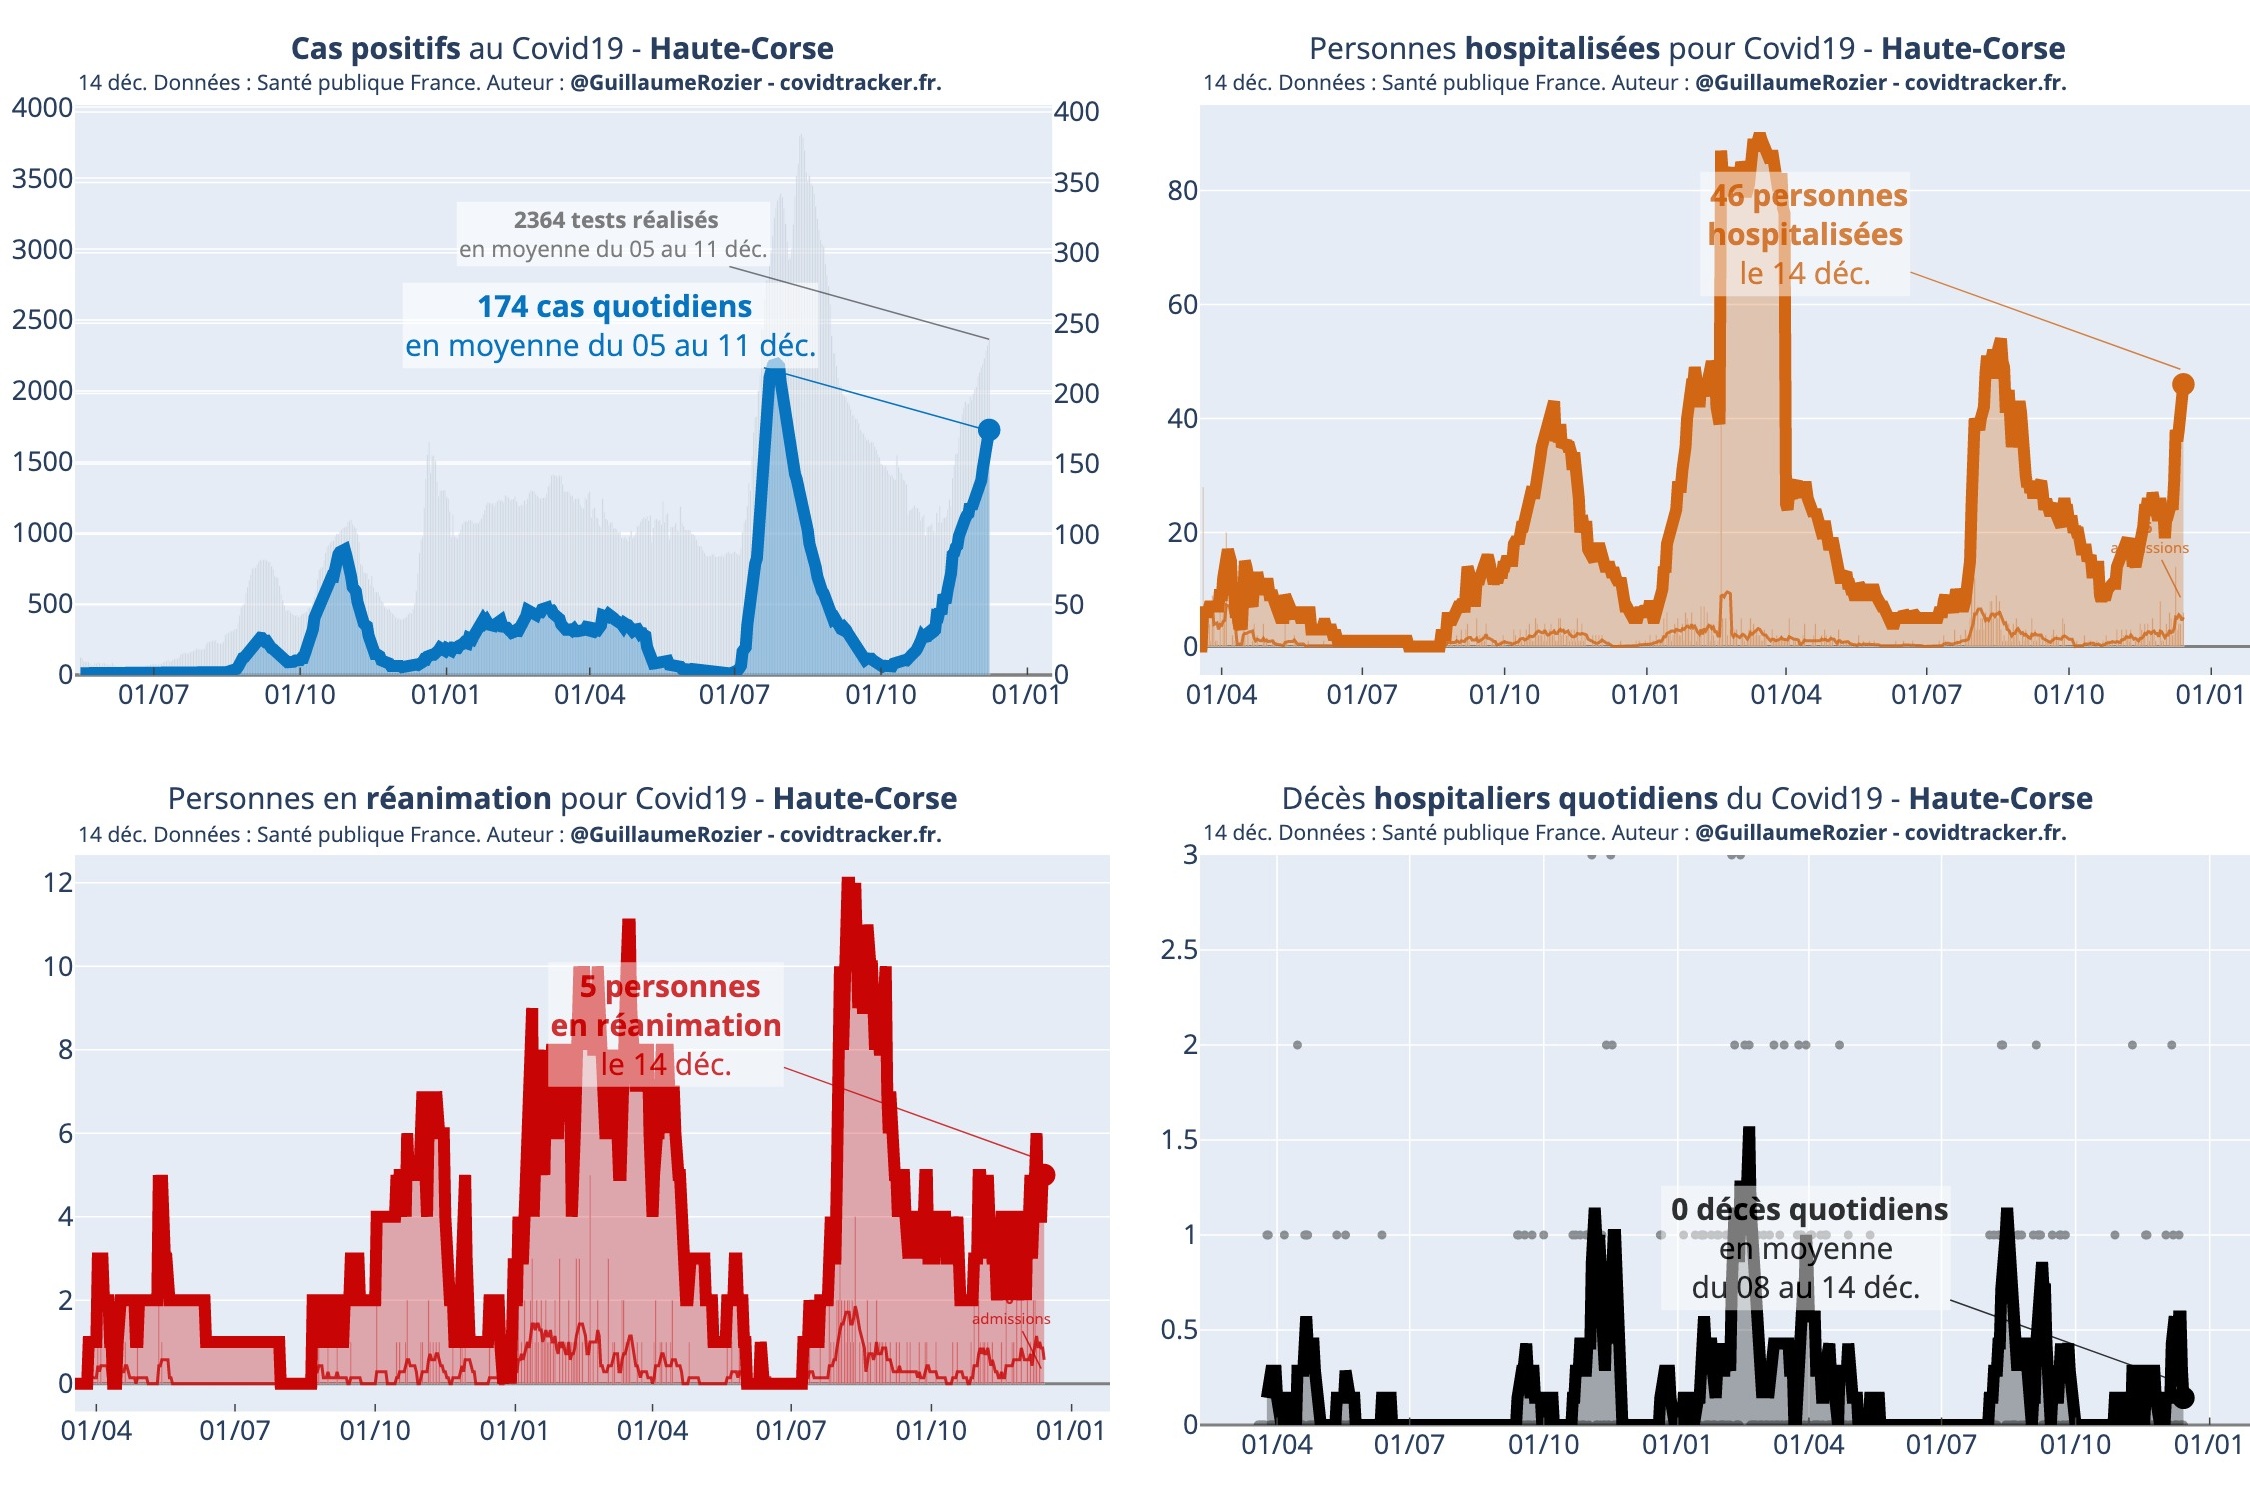 Cas positifs au Covid19 - Haute-Corse
14 déc. Données : Santé publique France. Auteur : @GuillaumeRozier - covidtracker.fr.
4000
3500
3000
2500
2000
1500
1000
500
0
400
350
300
250
200
150
100
50
0
2364 tests réalisés
en moyenne du 05 au 11 déc.
174 cas quotidiens
en moyenne du 05 au 11 déc.
01/07 01/10 01/01 01/04 01/07 01/10 01/01
Personnes hospitalisées pour Covid19 - Haute-Corse
14 déc. Données : Santé publique France. Auteur : @GuillaumeRozier - covidtracker.fr.
80
60
40
20
0
46 personnes
hospitalisées
le 14 déc.
admissions
01/04 01/07 01/10 01/01 01/04 01/07 01/10 01/01
Personnes en réanimation pour Covid19 - Haute-Corse
14 déc. Données : Santé publique France. Auteur : @GuillaumeRozier - covidtracker.fr.
12
10
8
6
4
2
0
5 personnes
en réanimation
le 14 déc.
admissions
01/04 01/07 01/10 01/01 01/04 01/07 01/10 01/01
Décès hospitaliers quotidiens du Covid19 - Haute-Corse
14 déc. Données : Santé publique France. Auteur : @GuillaumeRozier - covidtracker.fr.
3
2.5
2
1.5
1
0.5
0
0 décès quotidiens
en moyenne
du 08 au 14 déc.
01/04 01/07 01/10 01/01 01/04 01/07 01/10 01/01